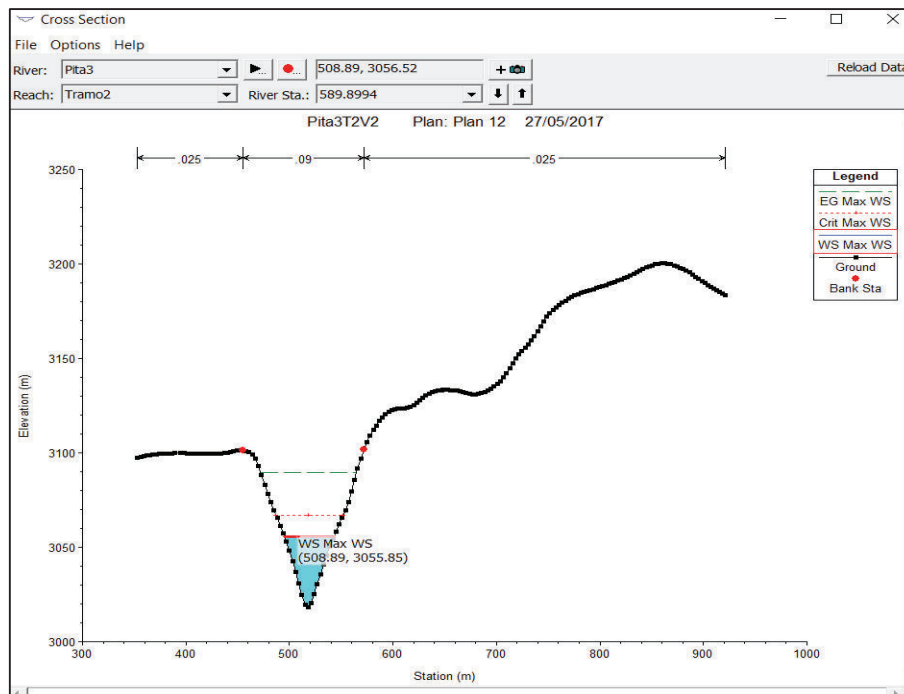 Cross Section
File Options Help
River: Pita3 508.89, 3056.52 Reload Data
Reach: Tramo2 River Sta.: 589.8994
Pita3T2V2 Plan: Plan 12 27/05/2017
.025 .09 .025
Legend
EG Max WS
Crit Max WS
WS Max WS
Ground
Bank Sta
3250
3200
3150
3100
3050
3000
Elevation (m)
WS Max WS
(508.89, 3055.85)
300 400 500 600 700 800 900 1000
Station (m)